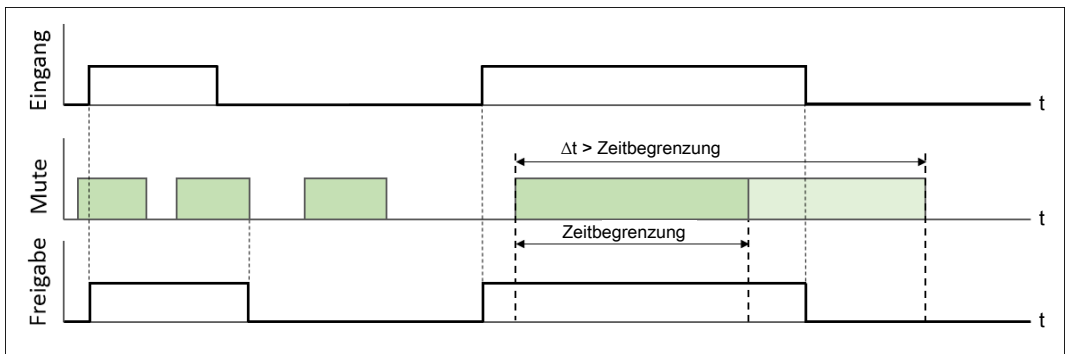 Eingang
t
Δt > Zeitbegrenzung
Mute
t
Zeitbegrenzung
Freigabe
t